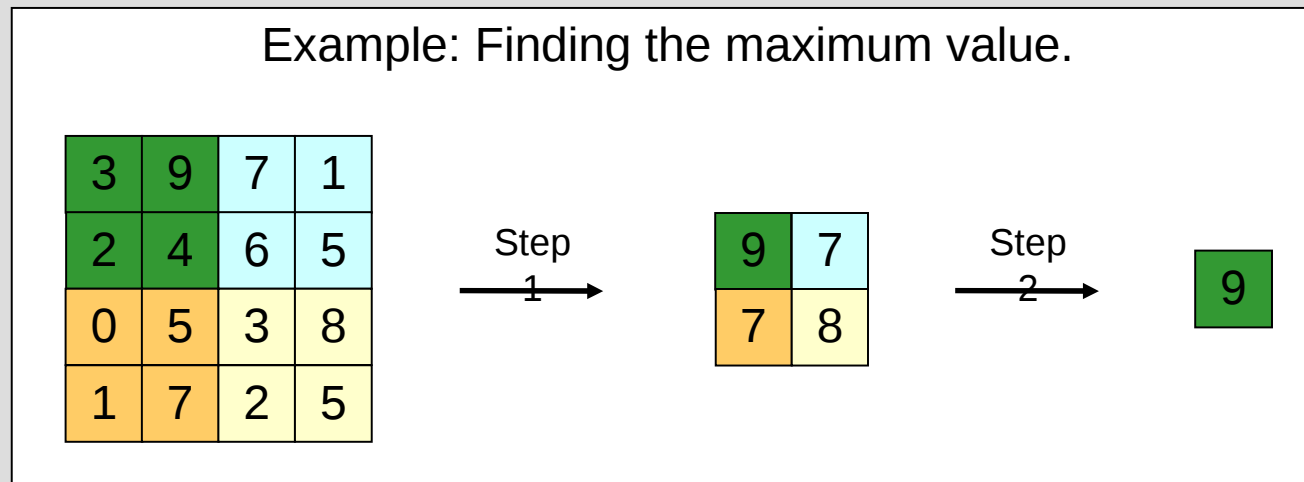 Example: Finding the maximum value.
3 9 7 1
2 4 6 5
0 5 3 8
1 7 2 5
Step
1
9 7
7 8
Step
2
9